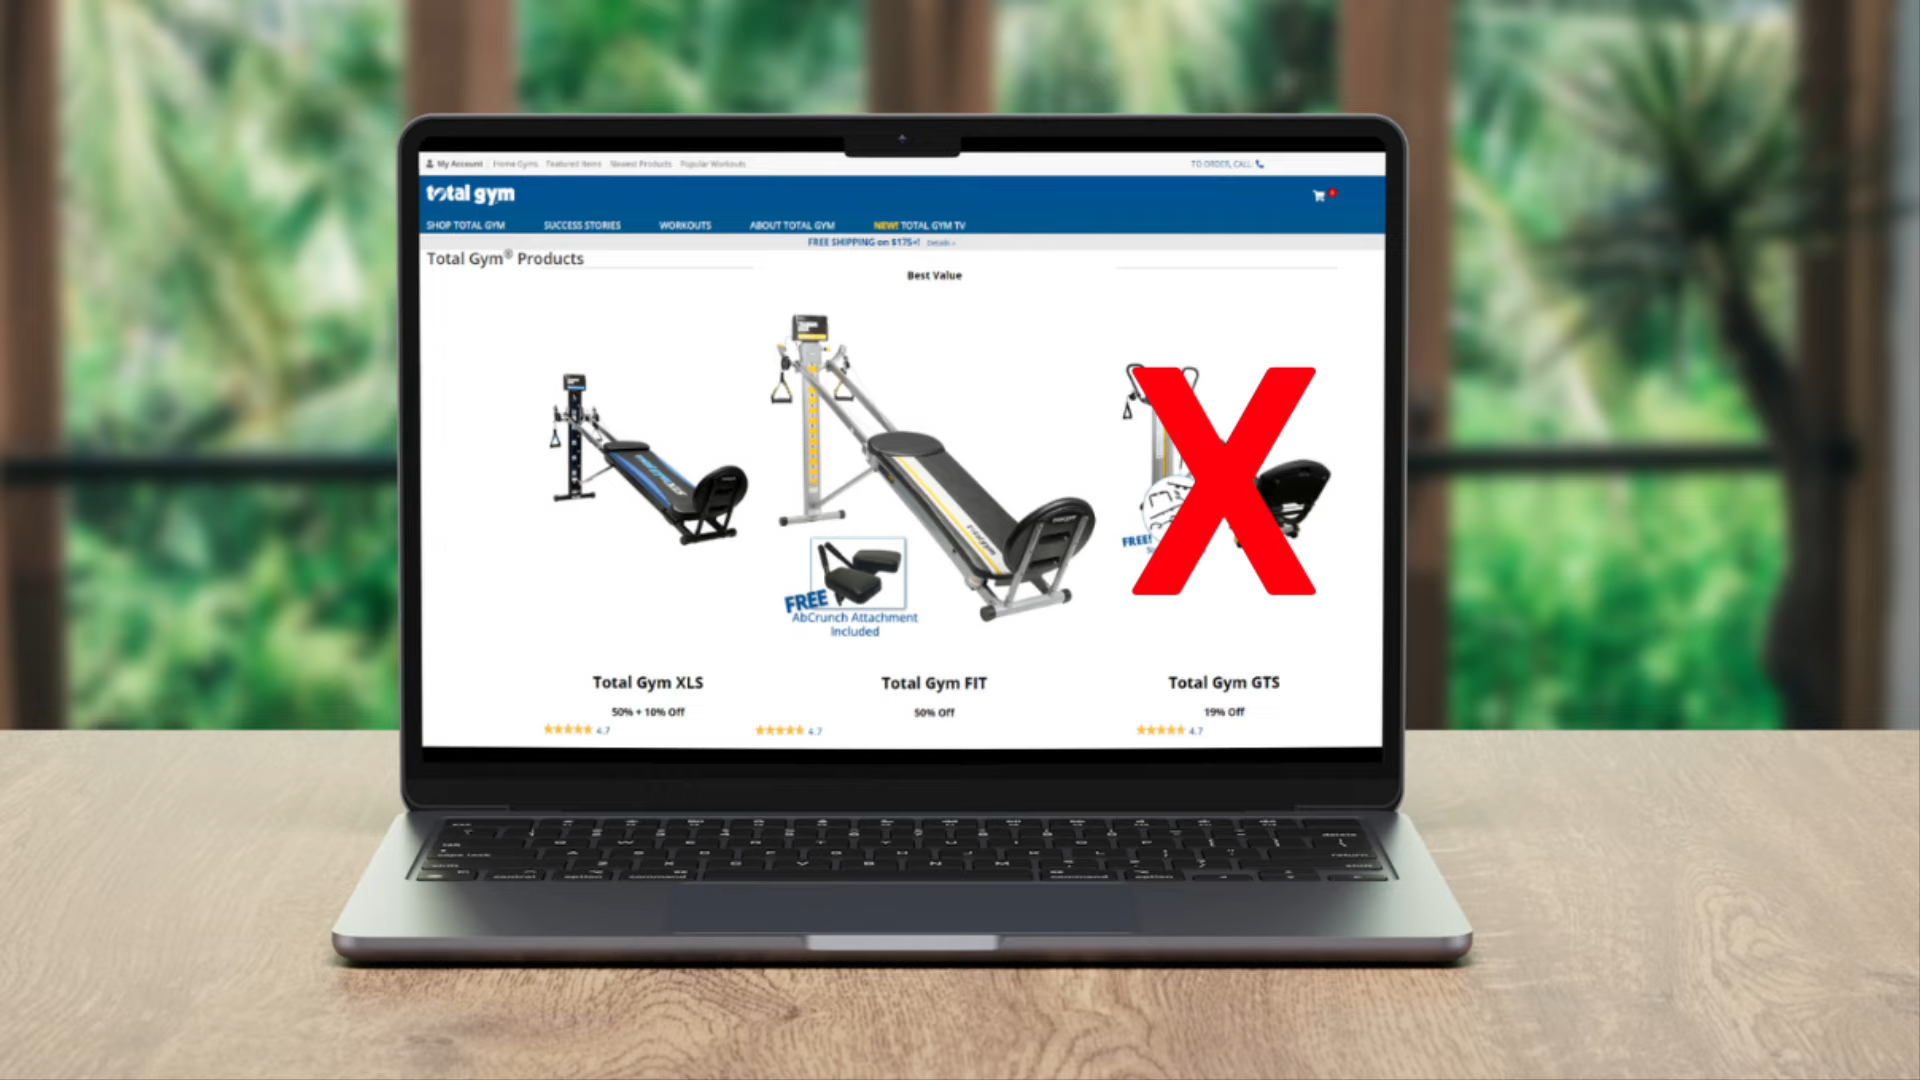 My Account Home Gyms Featured Items Newest Products Popular Workouts
TO ORDER, CALL
total gym
SHOP TOTAL GYM SUCCESS STORIES WORKOUTS ABOUT TOTAL GYM NEW! TOTAL GYM TV
FREE SHIPPING on $175+! Details »
Total Gym® Products
Best Value
X
FREE!
FREE
AbCrunch Attachment
Included
Total Gym XLS
Total Gym FIT
Total Gym GTS
50% + 10% Off
50% Off
19% Off
4.7
4.7
4.7